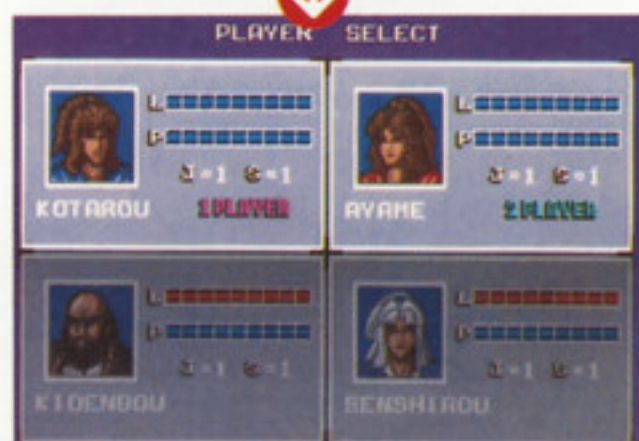 PLAYER SELECT
L
P
=1 =1
KOTAROU 1 PLAYER
L
P
=1 =1
AYAME 2 PLAYER
L
P
=1 =1
KIDENBOU
L
P
=1 =1
SENSHIROU